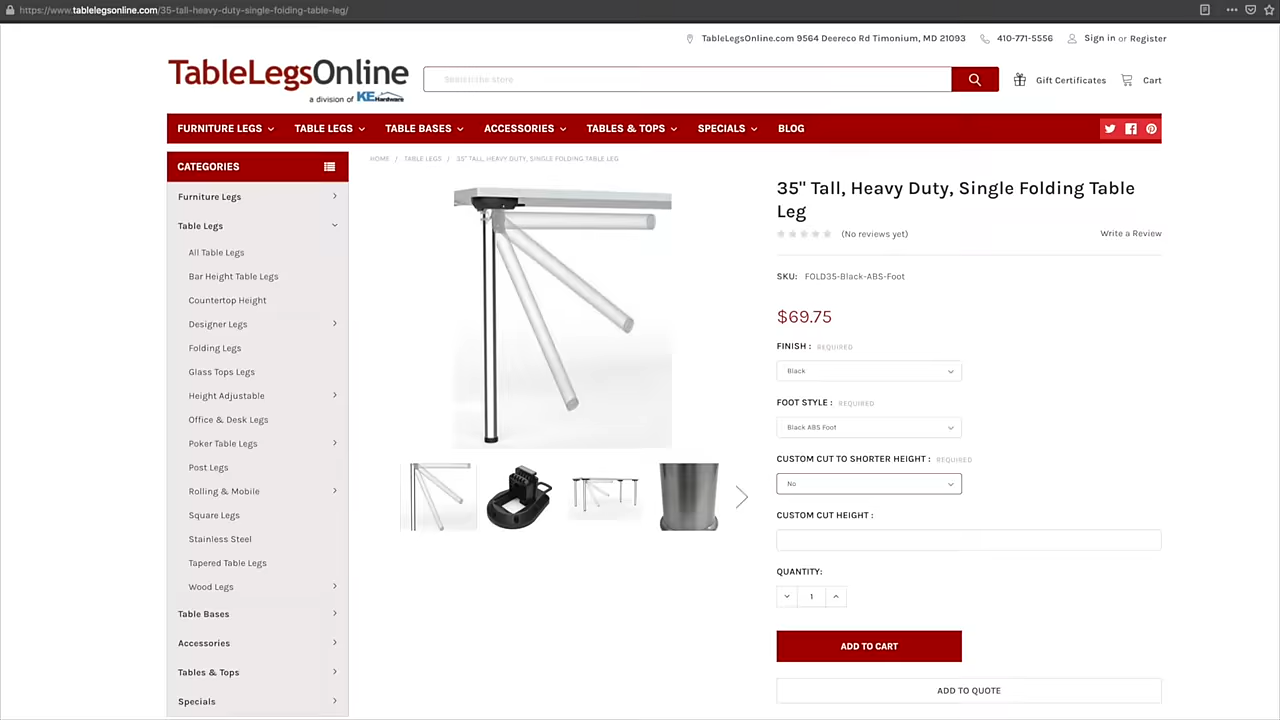 https://www.tablelegsonline.com/35-tall-heavy-duty-single-folding-table-leg/
TableLegsOnline.com 9564 Deereco Rd Timonium, MD 21093
410-771-5556
Sign in or Register
TableLegsOnline
a division of KE Hardware
Search the store
Gift Certificates
Cart
FURNITURE LEGS
TABLE LEGS
TABLE BASES
ACCESSORIES
TABLES & TOPS
SPECIALS
BLOG
CATEGORIES
Furniture Legs
Table Legs
All Table Legs
Bar Height Table Legs
Countertop Height
Designer Legs
Folding Legs
Glass Tops Legs
Height Adjustable
Office & Desk Legs
Poker Table Legs
Post Legs
Rolling & Mobile
Square Legs
Stainless Steel
Tapered Table Legs
Wood Legs
Table Bases
Accessories
Tables & Tops
Specials
HOME / TABLE LEGS / 35" TALL, HEAVY DUTY, SINGLE FOLDING TABLE LEG
35" Tall, Heavy Duty, Single Folding Table
Leg
(No reviews yet)
Write a Review
SKU: FOLD35-Black-ABS-Foot
$69.75
FINISH : REQUIRED
Black
FOOT STYLE : REQUIRED
Black ABS Foot
CUSTOM CUT TO SHORTER HEIGHT : REQUIRED
No
CUSTOM CUT HEIGHT :
QUANTITY:
1
ADD TO CART
ADD TO QUOTE